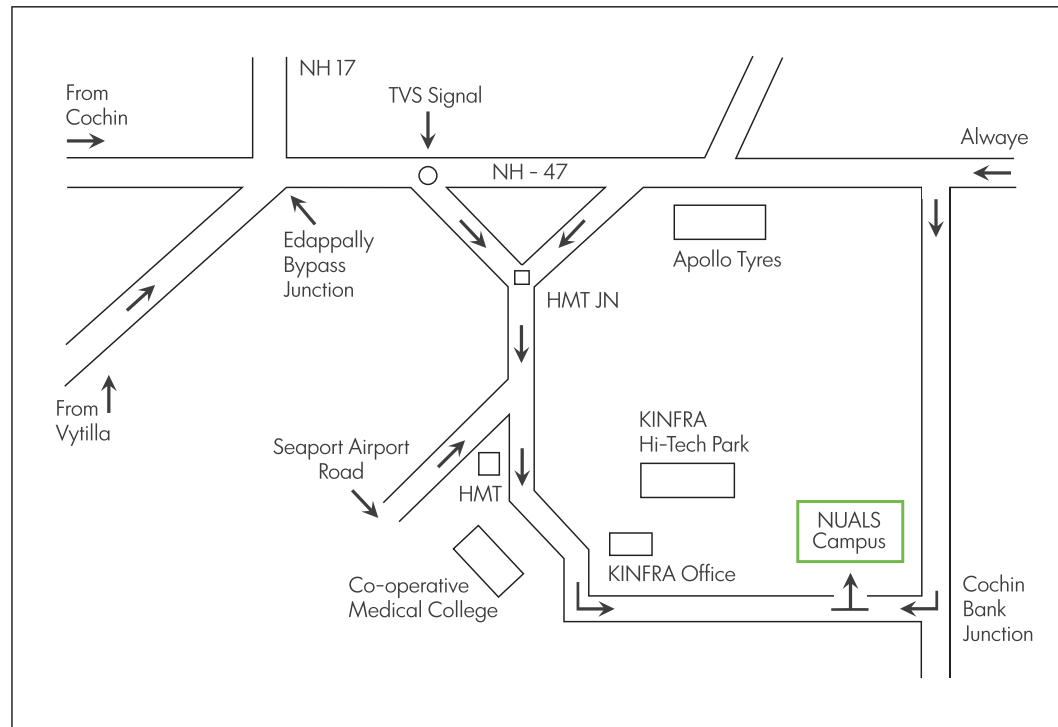 NH 17
From
Cochin
TVS Signal
Alwaye
NH - 47
Edappally
Bypass
Junction
Apollo Tyres
HMT JN
From
Vytilla
KINFRA
Hi-Tech Park
Seaport Airport
Road
HMT
NUALS
Campus
KINFRA Office
Co-operative
Medical College
Cochin
Bank
Junction